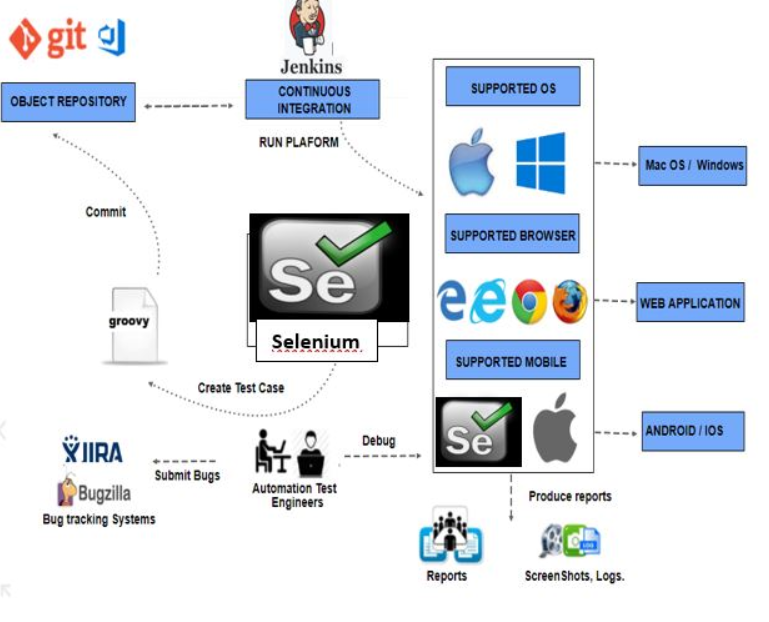 git
Jenkins
OBJECT REPOSITORY
CONTINUOUS
INTEGRATION
SUPPORTED OS
RUN PLAFORM
Mac OS / Windows
Commit
SUPPORTED BROWSER
Se
groovy
WEB APPLICATION
Selenium
SUPPORTED MOBILE
Create Test Case
Se
ANDROID / IOS
JIRA
Debug
Submit Bugs
Bugzilla
Automation Test
Engineers
Bug tracking Systems
Produce reports
LOG
Reports
ScreenShots, Logs.